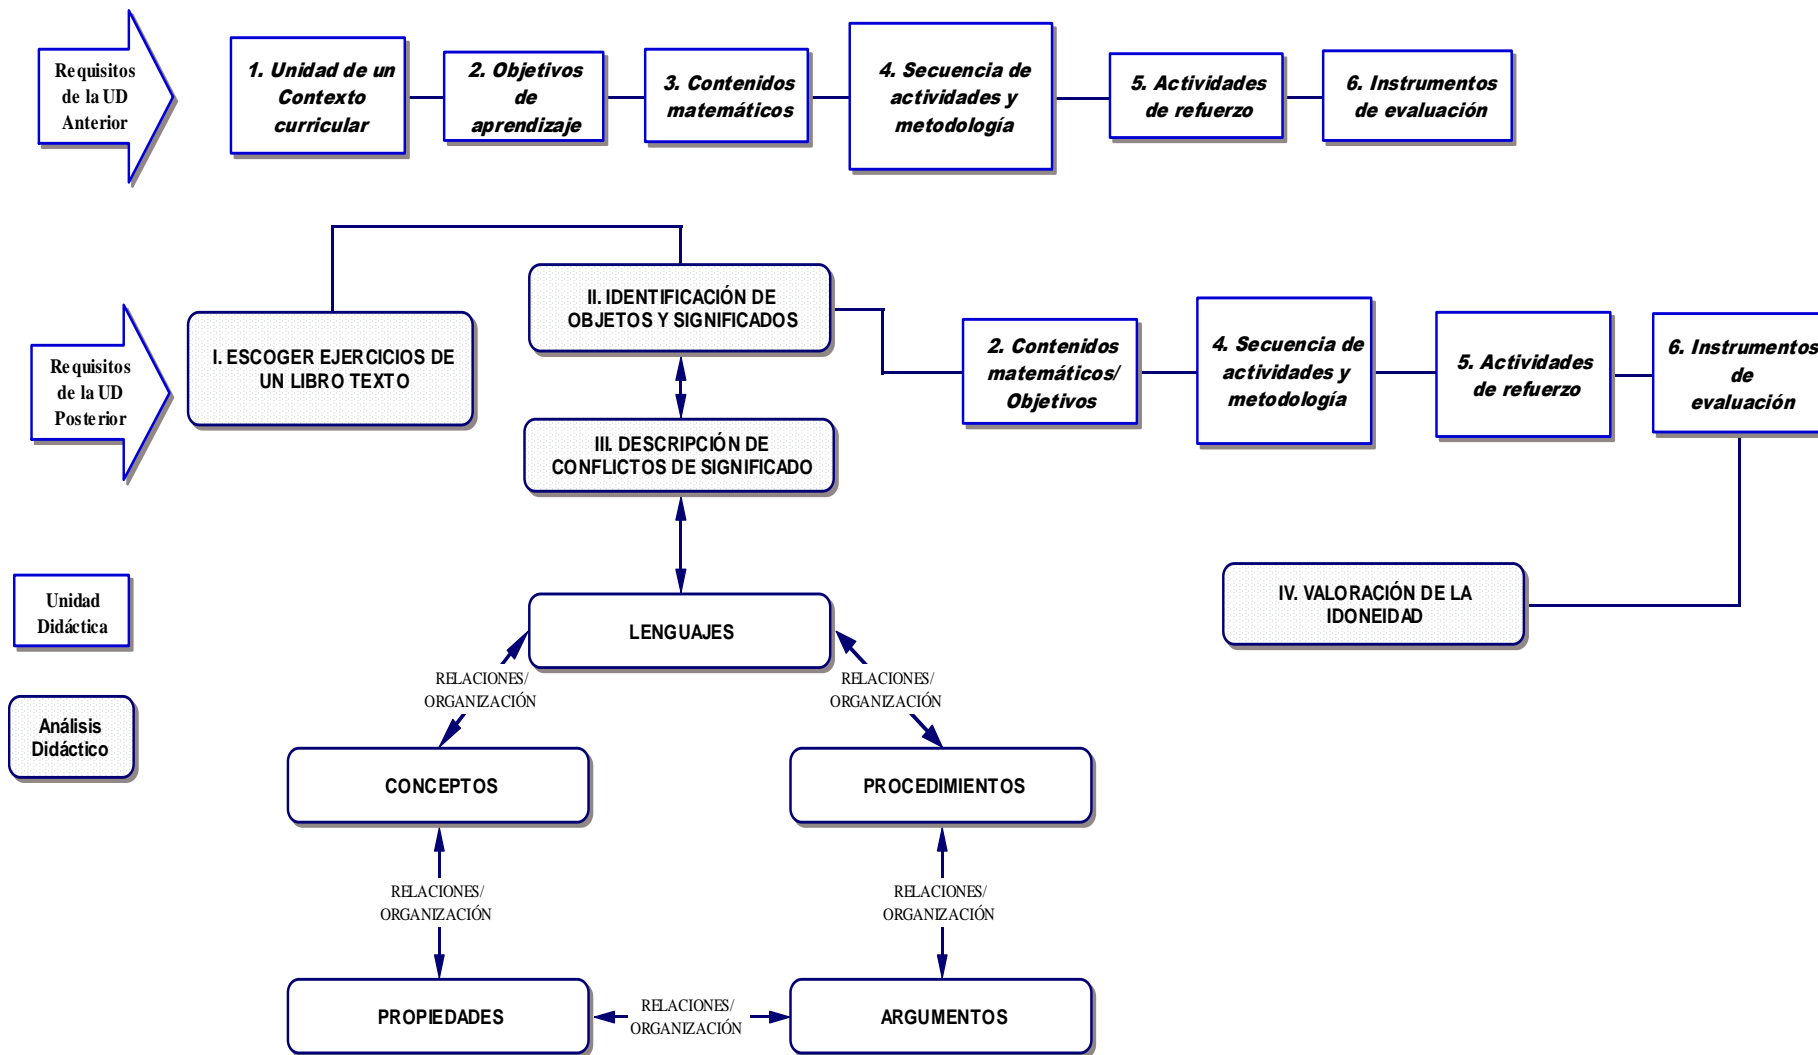 Requisitos
de la UD
Anterior
1. Unidad de un
Contexto
curricular
2. Objetivos
de
aprendizaje
3. Contenidos
matemáticos
4. Secuencia de
actividades y
metodología
5. Actividades
de refuerzo
6. Instrumentos
de evaluación
Requisitos
de la UD
Posterior
I. ESCOGER EJERCICIOS DE
UN LIBRO TEXTO
II. IDENTIFICACIÓN DE
OBJETOS Y SIGNIFICADOS
III. DESCRIPCIÓN DE
CONFLICTOS DE SIGNIFICADO
2. Contenidos
matemáticos/
Objetivos
4. Secuencia de
actividades y
metodología
5. Actividades
de refuerzo
6. Instrumentos
de
evaluación
IV. VALORACIÓN DE LA
IDONEIDAD
Unidad
Didáctica
Análisis
Didáctico
LENGUAJES
RELACIONES/
ORGANIZACIÓN
RELACIONES/
ORGANIZACIÓN
CONCEPTOS
PROCEDIMIENTOS
RELACIONES/
ORGANIZACIÓN
RELACIONES/
ORGANIZACIÓN
PROPIEDADES
RELACIONES/
ORGANIZACIÓN
ARGUMENTOS